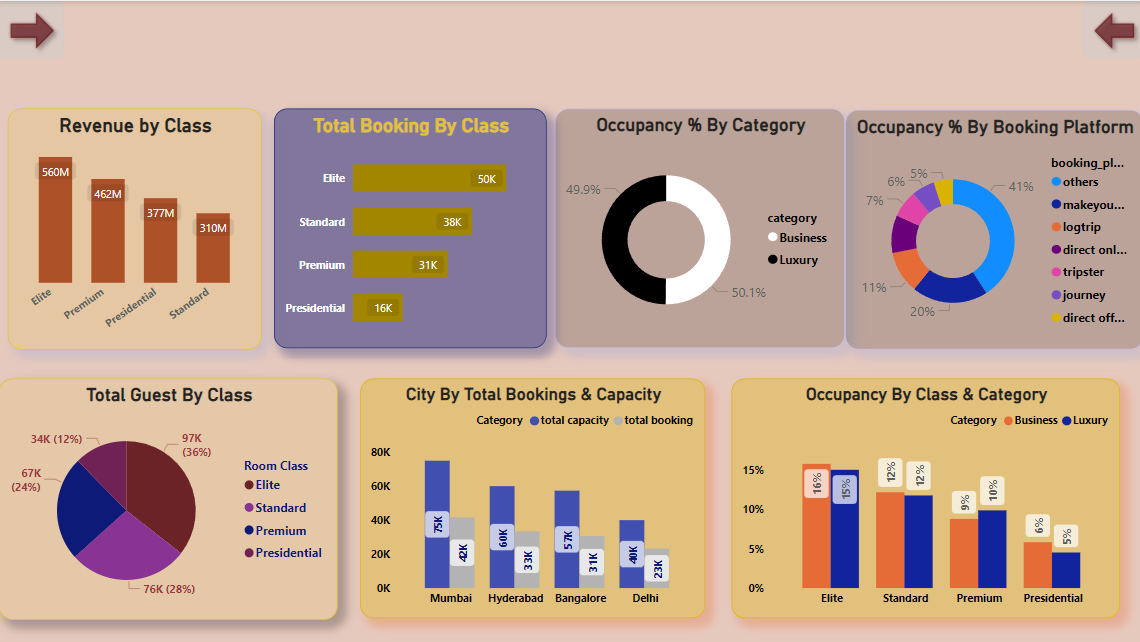 Revenue by Class
560M
462M
377M
310M
Elite
Premium
Presidential
Standard
Total Booking By Class
Elite
50K
Standard
38K
Premium
31K
Presidential
16K
Occupancy % By Category
49.9%
50.1%
category
Business
Luxury
Occupancy % By Booking Platform
5%
6%
7%
11%
20%
41%
booking_pl...
others
makeyou...
logtrip
direct onl...
tripster
journey
direct off...
Total Guest By Class
34K (12%)
97K
(36%)
67K
(24%)
76K (28%)
Room Class
Elite
Standard
Premium
Presidential
City By Total Bookings & Capacity
Category total capacity total booking
80K
60K
40K
20K
0K
75K
42K
60K
33K
57K
31K
40K
23K
Mumbai Hyderabad Bangalore Delhi
Occupancy By Class & Category
Category Business Luxury
15%
10%
5%
0%
16%
15%
12%
12%
9%
10%
6%
5%
Elite Standard Premium Presidential